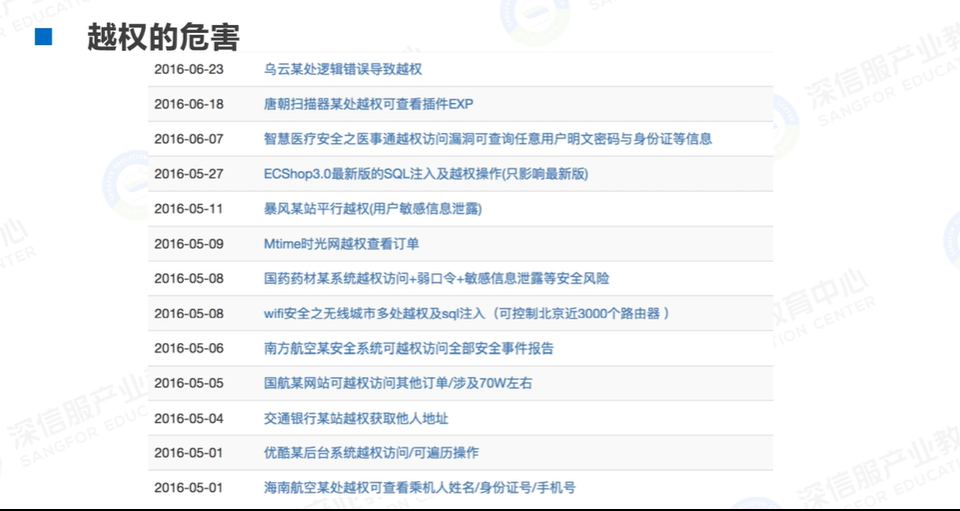 越权的危害
2016-06-23 乌云某处逻辑错误导致越权
2016-06-18 唐朝扫描器某处越权可查看插件EXP
2016-06-07 智慧医疗安全之医事通越权访问漏洞可查询任意用户明文密码与身份证等信息
2016-05-27 ECShop3.0最新版的SQL注入及越权操作(只影响最新版)
2016-05-11 暴风某站平行越权(用户敏感信息泄露)
2016-05-09 Mtime时光网越权查看订单
2016-05-08 国药药材某系统越权访问+弱口令+敏感信息泄露等安全风险
2016-05-08 wifi安全之无线城市多处越权及sql注入（可控制北京近3000个路由器 ）
2016-05-06 南方航空某安全系统可越权访问全部安全事件报告
2016-05-05 国航某网站可越权访问其他订单/涉及70W左右
2016-05-04 交通银行某站越权获取他人地址
2016-05-01 优酷某后台系统越权访问/可遍历操作
2016-05-01 海南航空某处越权可查看乘机人姓名/身份证号/手机号